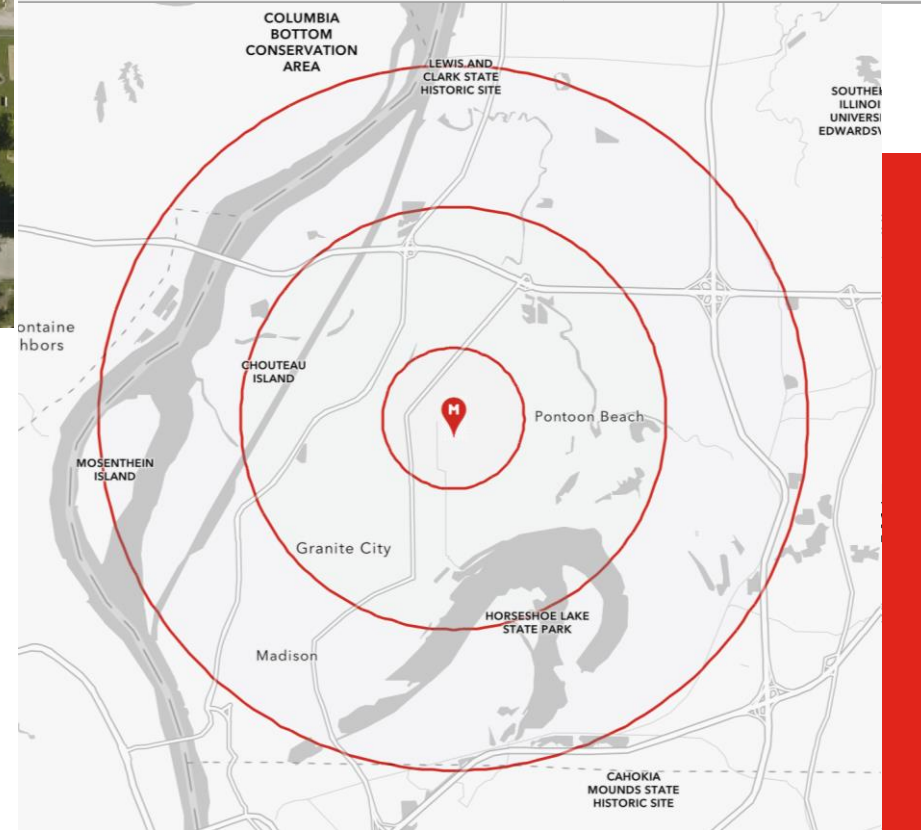 COLUMBIA
BOTTOM
CONSERVATION
AREA
LEWIS AND
CLARK STATE
HISTORIC SITE
SOUTHE
ILLINOI
UNIVERSI
EDWARDSV
ontaine
hbors
CHOUTEAU
ISLAND
M
Pontoon Beach
MOSENTHEIN
ISLAND
Granite City
HORSESHOE LAKE
STATE PARK
Madison
CAHOKIA
MOUNDS STATE
HISTORIC SITE